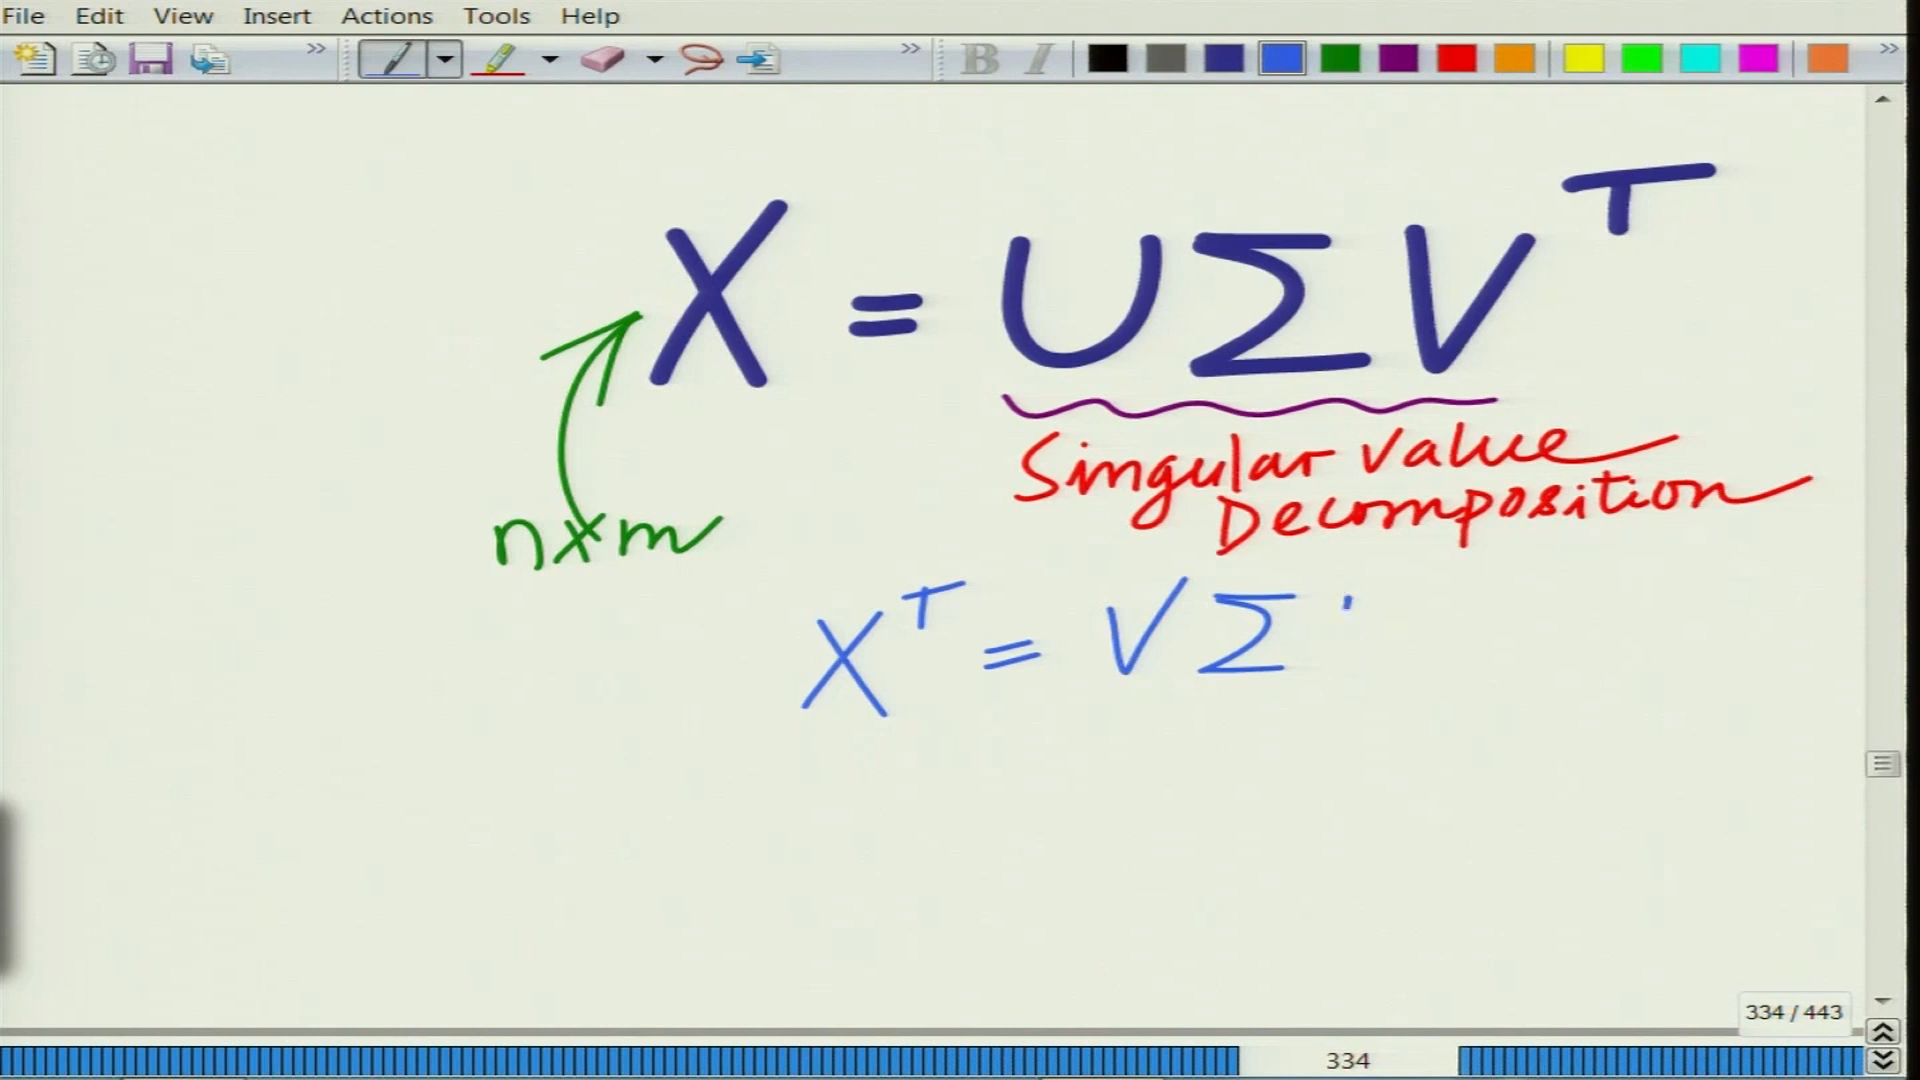 File Edit View Insert Actions Tools Help
B I
X = UΣV^T
Singular Value
Decomposition
n×m
X^T = VΣ
334 / 443
334